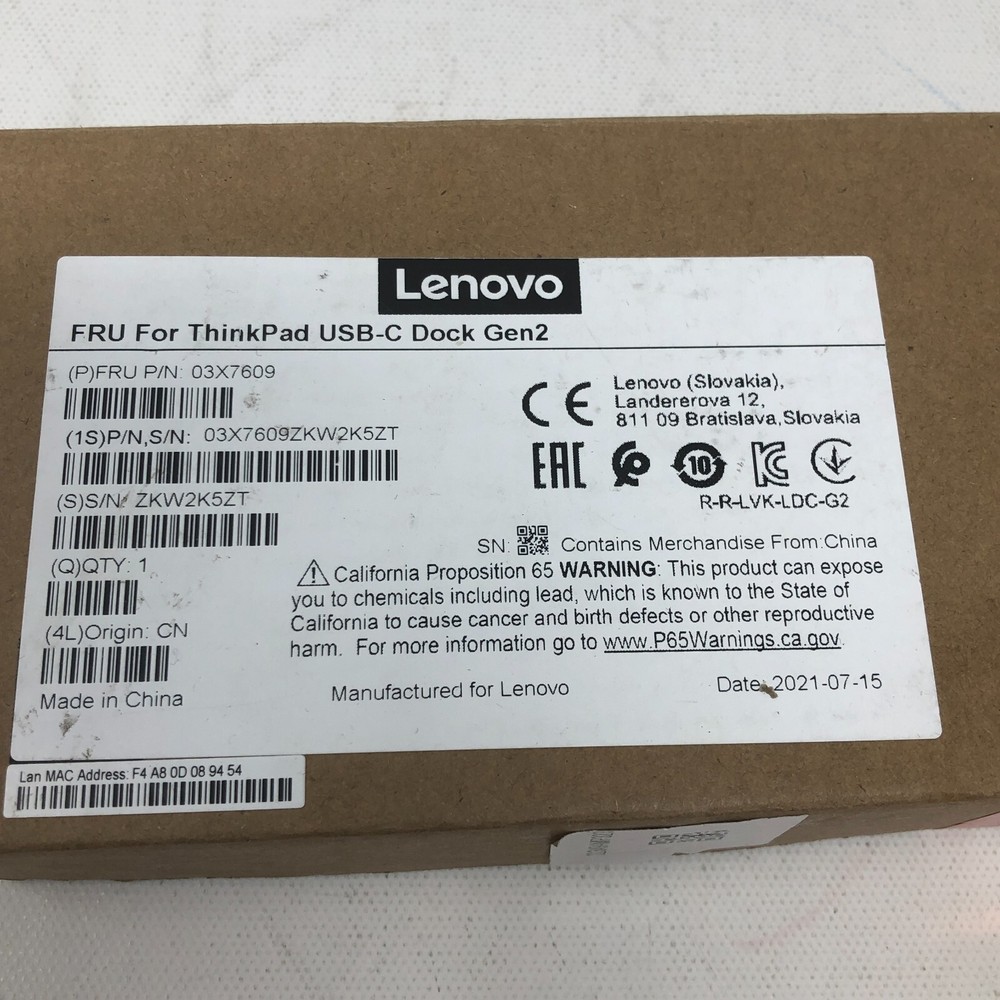 Lenovo
FRU For ThinkPad USB-C Dock Gen2
(P)FRU P/N: 03X7609
(1S)P/N,S/N: 03X7609ZKW2K5ZT
(S)S/N: ZKW2K5ZT
(Q)QTY: 1
(4L)Origin: CN
Made in China
CE
Lenovo (Slovakia),
Landererova 12,
811 09 Bratislava,Slovakia
EAC
10
R-R-LVK-LDC-G2
SN:
Contains Merchandise From:China
California Proposition 65 WARNING: This product can expose
you to chemicals including lead, which is known to the State of
California to cause cancer and birth defects or other reproductive
harm. For more information go to www.P65Warnings.ca.gov.
Manufactured for Lenovo
Date: 2021-07-15
Lan MAC Address: F4 A8 0D 08 94 54